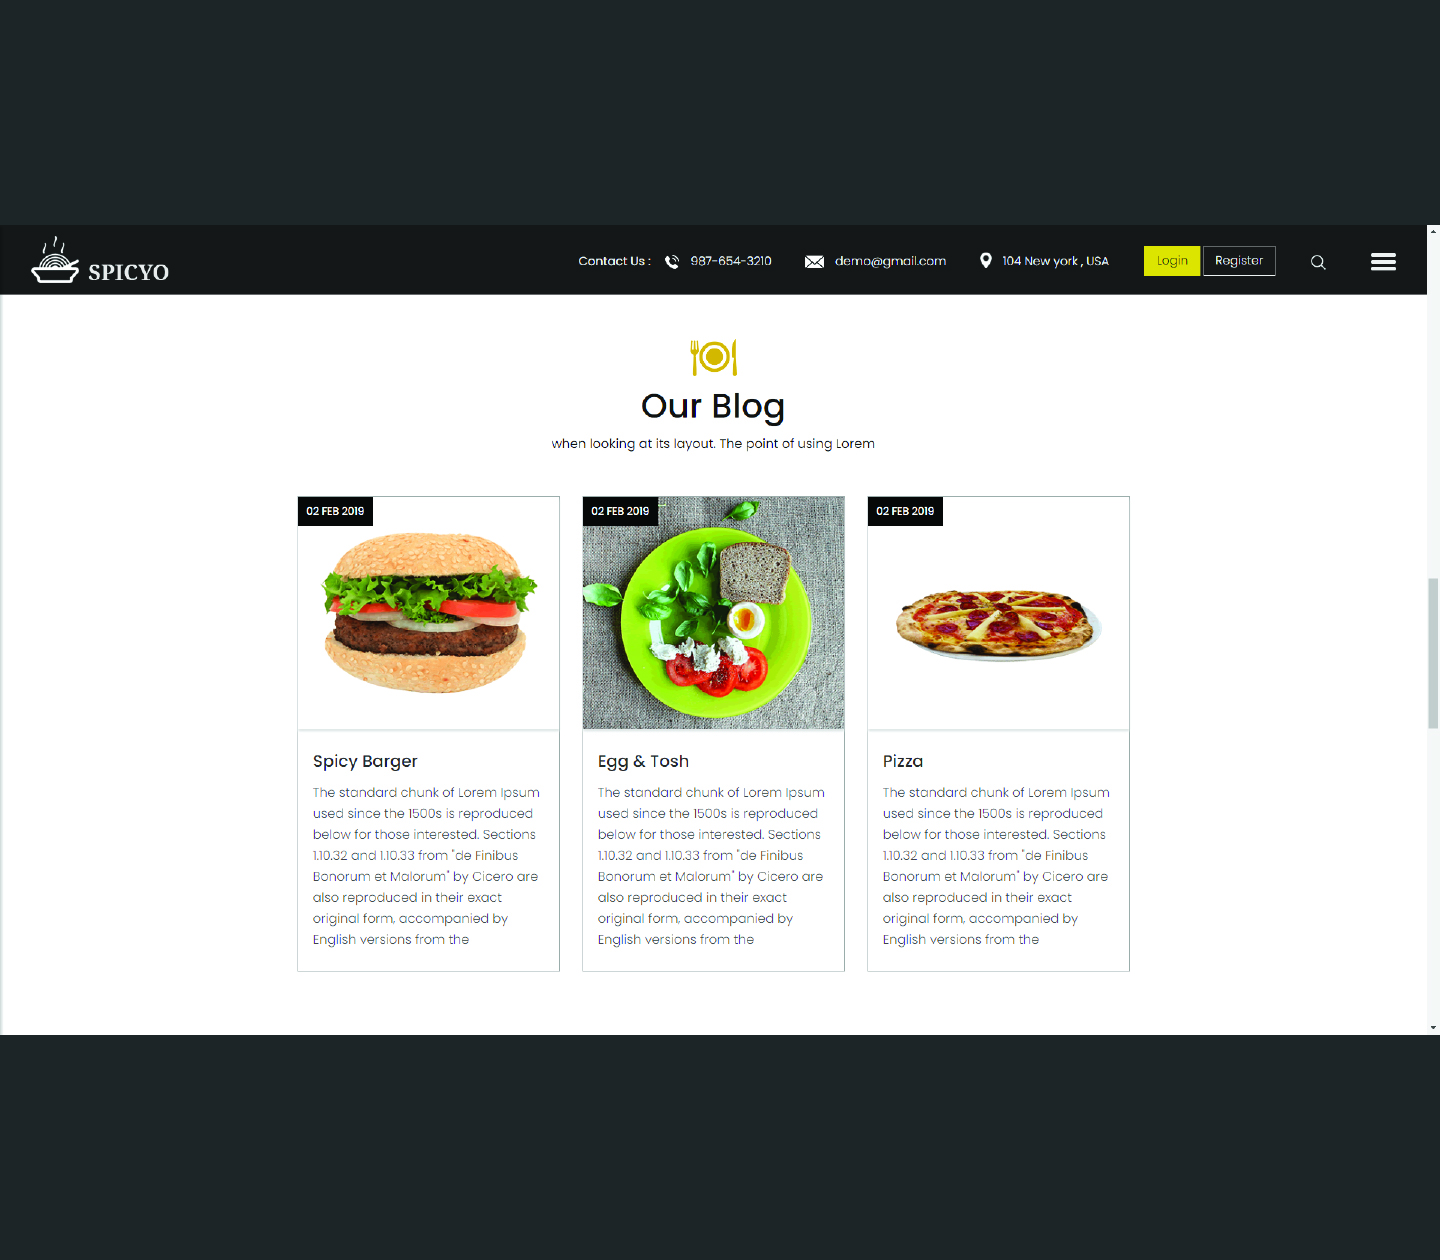 SPICYO
Contact Us : 987-654-3210 demo@gmail.com 104 New york , USA Login Register
Our Blog
when looking at its layout. The point of using Lorem
02 FEB 2019
Spicy Barger
The standard chunk of Lorem Ipsum
used since the 1500s is reproduced
below for those interested. Sections
1.10.32 and 1.10.33 from "de Finibus
Bonorum et Malorum" by Cicero are
also reproduced in their exact
original form, accompanied by
English versions from the
02 FEB 2019
Egg & Tosh
The standard chunk of Lorem Ipsum
used since the 1500s is reproduced
below for those interested. Sections
1.10.32 and 1.10.33 from "de Finibus
Bonorum et Malorum" by Cicero are
also reproduced in their exact
original form, accompanied by
English versions from the
02 FEB 2019
Pizza
The standard chunk of Lorem Ipsum
used since the 1500s is reproduced
below for those interested. Sections
1.10.32 and 1.10.33 from "de Finibus
Bonorum et Malorum" by Cicero are
also reproduced in their exact
original form, accompanied by
English versions from the